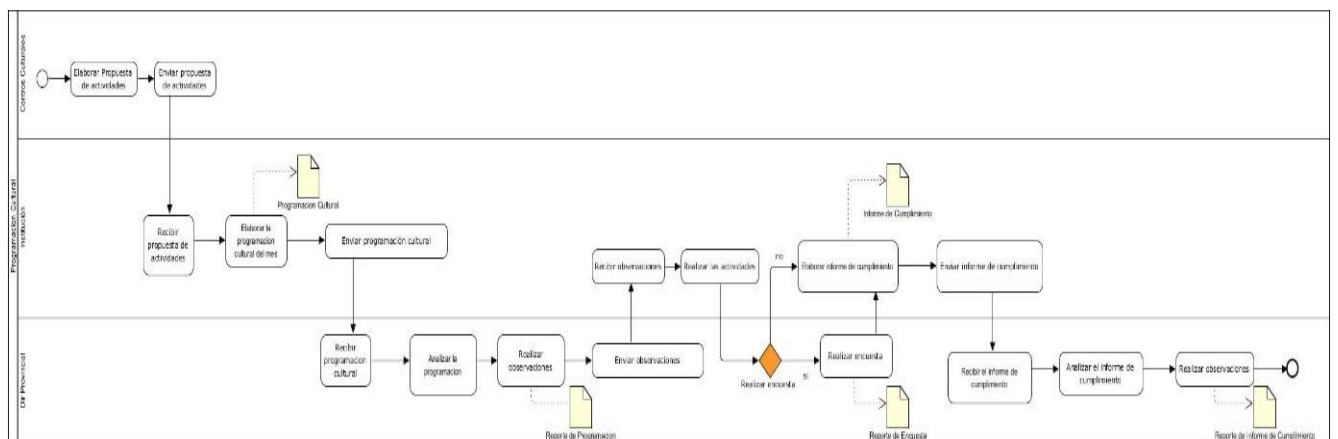 Programacion Cultural
Centros Culturales
Elaborar Propuesta
de actividades
Enviar propuesta
de actividades
Institución
Recibir
propuesta de
actividades
Elaborar la
programacion
cultural del mes
Programacion Cultural
Enviar programación cultural
Recibir observaciones
Realizar las actividades
no
Elaborar informe de cumplimiento
Informe de Cumplimiento
Enviar informe de cumplimento
Dir Provincial
Recibir
programacion
cultural
Analizar la
programacion
Realizar
observaciones
Reporte de Programacion
Enviar observaciones
Realizar encuesta
si
Realizar encuesta
Reporte de Encuesta
Recibir el informe de
cumplimento
Analizar el informe de
cumplimiento
Realizar observaciones
Reporte de Informe de Cumplimiento